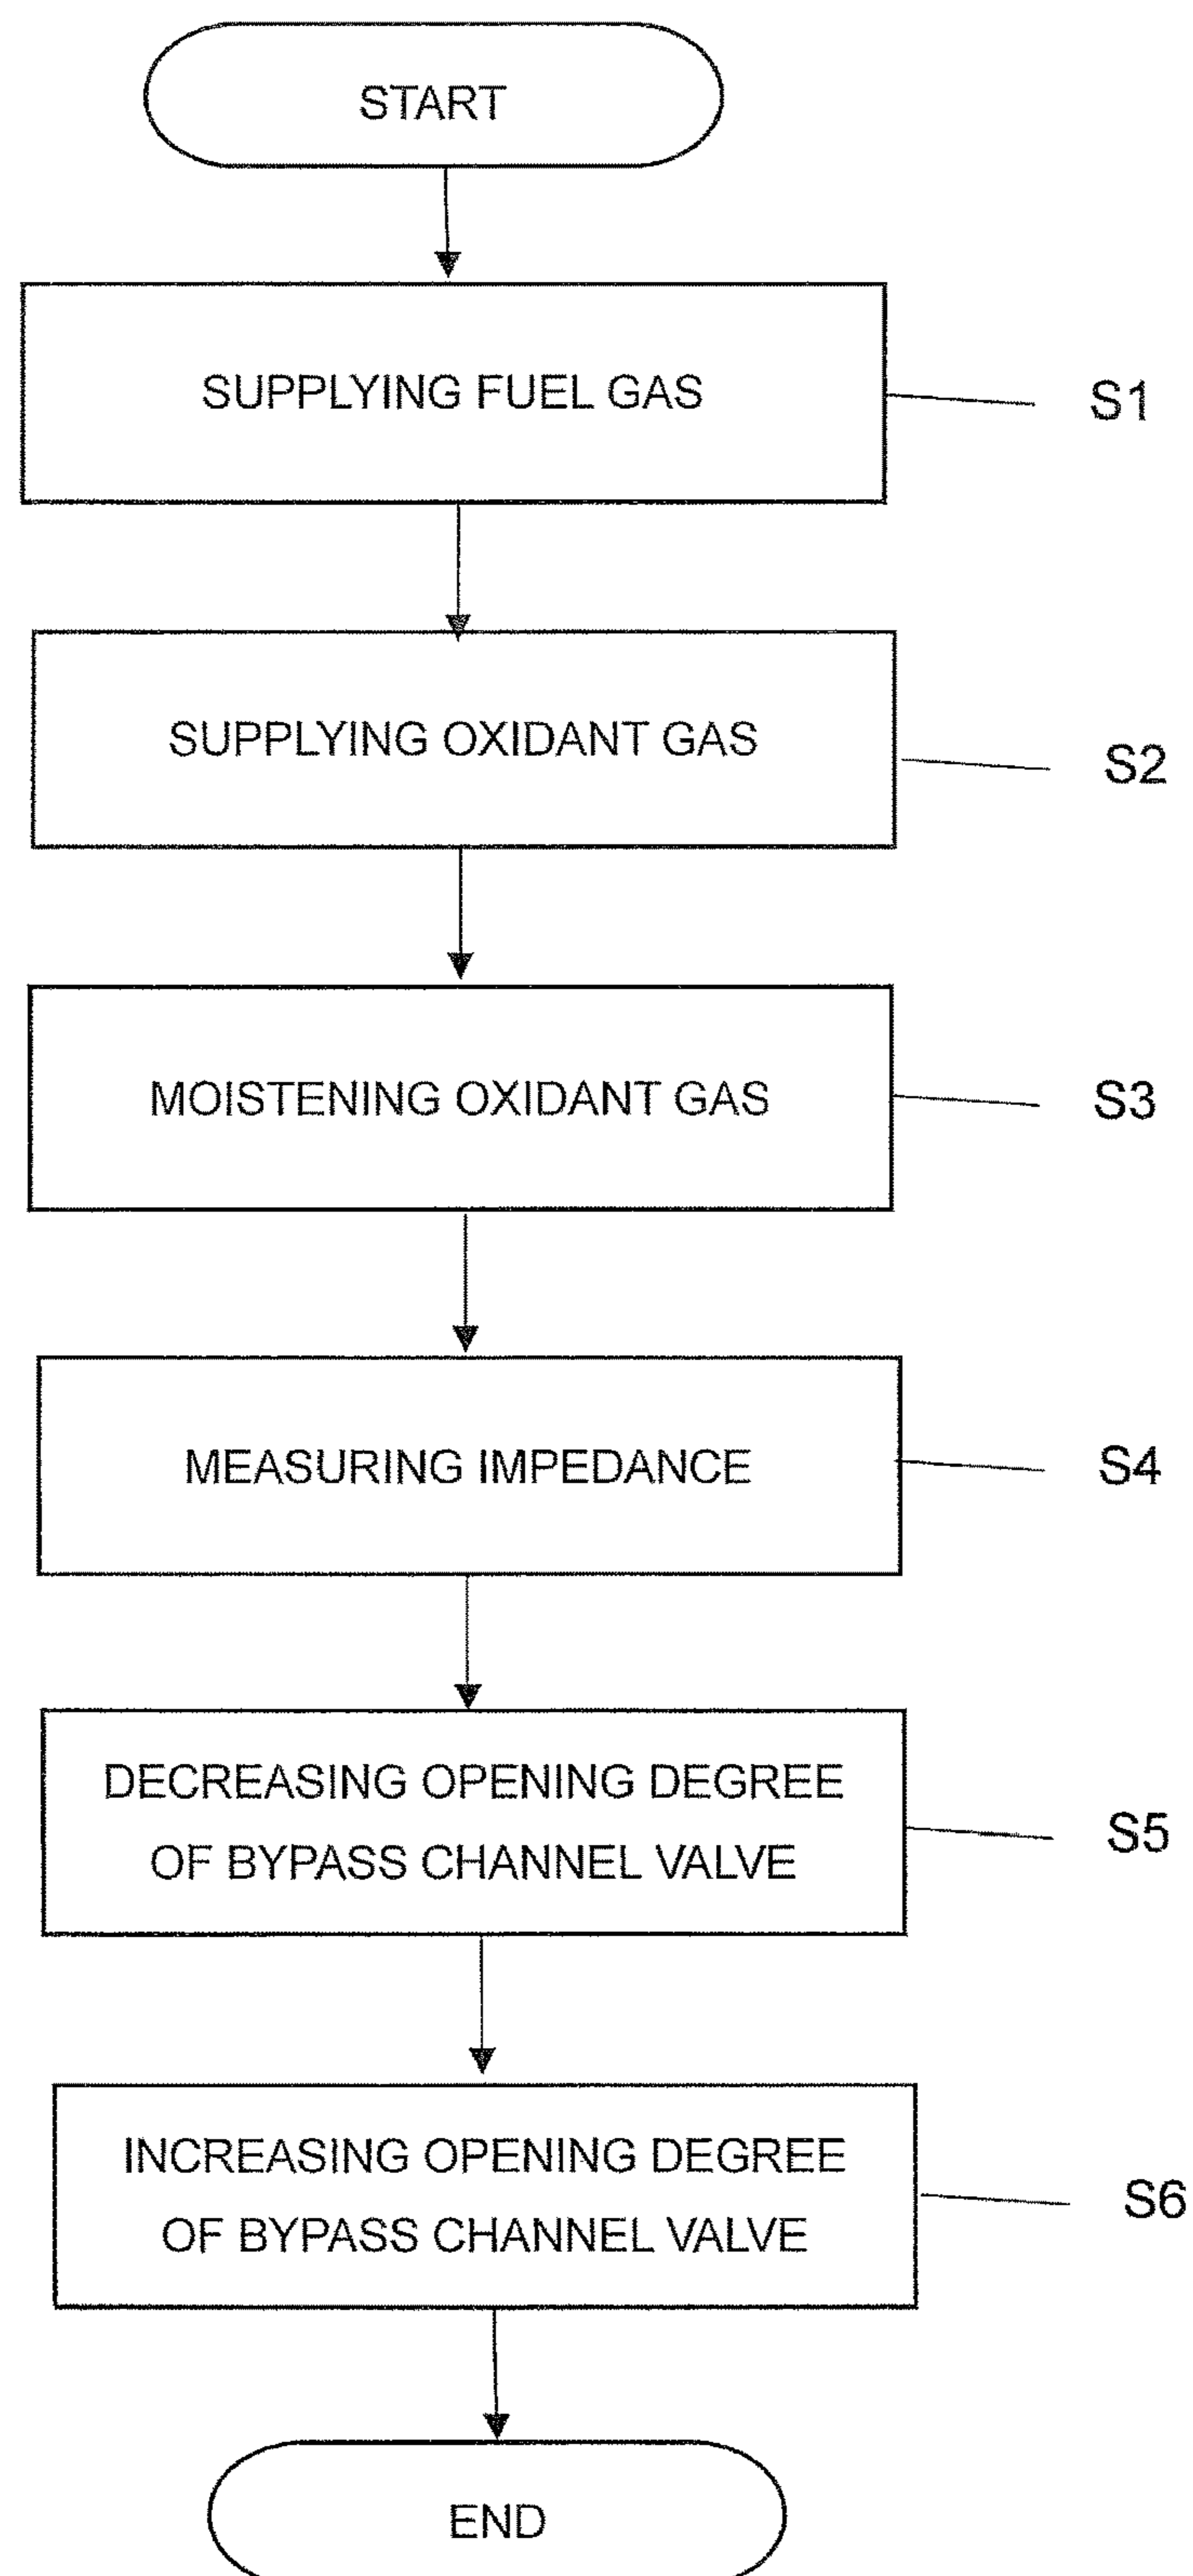 START
SUPPLYING FUEL GAS
S1
SUPPLYING OXIDANT GAS
S2
MOISTENING OXIDANT GAS
S3
MEASURING IMPEDANCE
S4
DECREASING OPENING DEGREE
OF BYPASS CHANNEL VALVE
S5
INCREASING OPENING DEGREE
OF BYPASS CHANNEL VALVE
S6
END